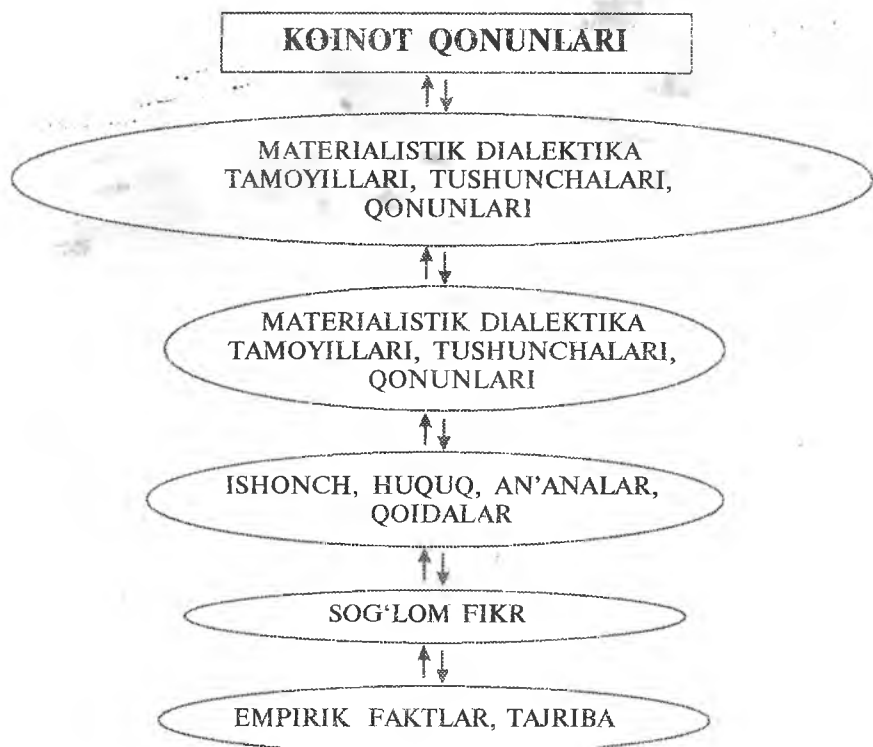 KOINOT QONUNLARI
MATERIALISTIK DIALEKTIKA
TAMOYILLARI, TUSHUNCHALARI,
QONUNLARI
MATERIALISTIK DIALEKTIKA
TAMOYILLARI, TUSHUNCHALARI,
QONUNLARI
ISHONCH, HUQUQ, AN’ANALAR,
QOIDALAR
SOG‘LOM FIKR
EMPIRIK FAKTLAR, TAJRIBA